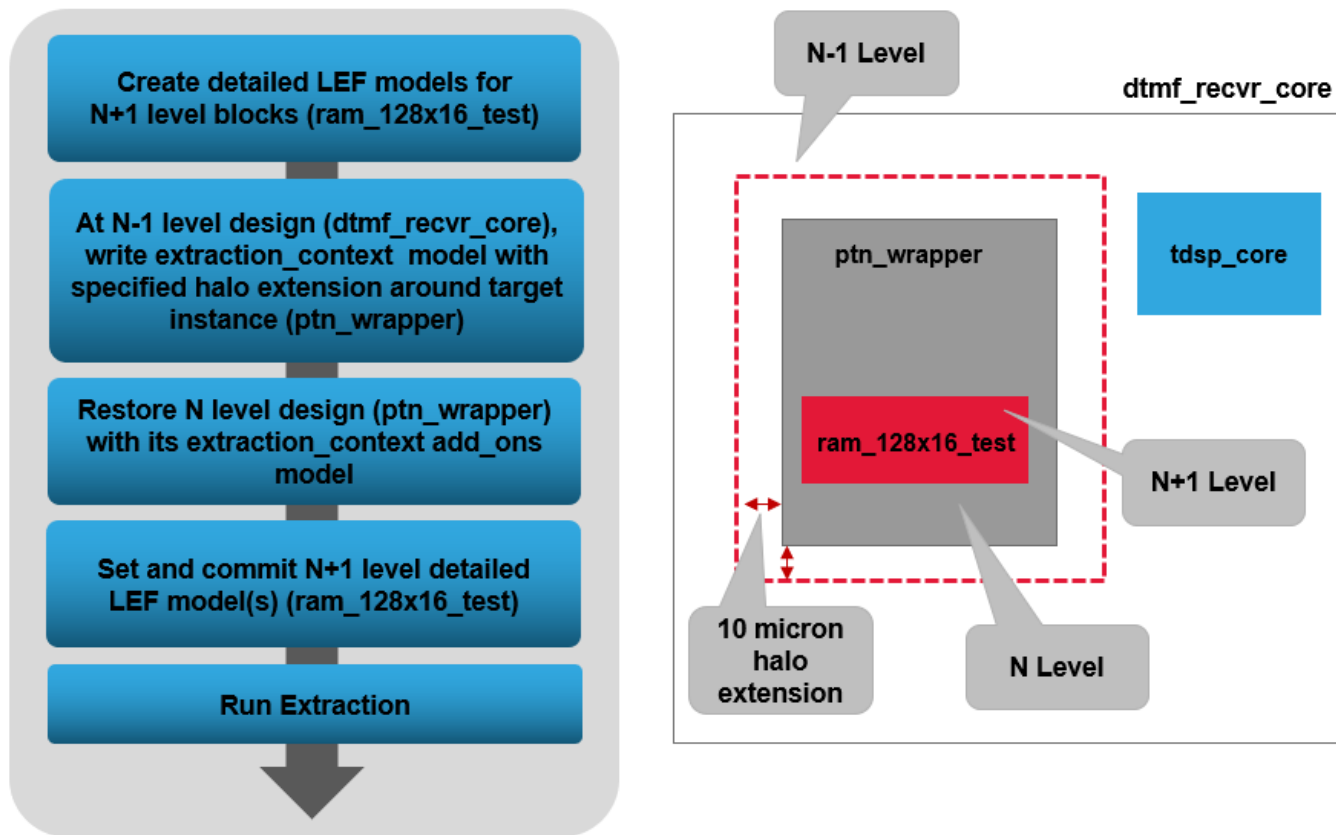 Create detailed LEF models for
N+1 level blocks (ram_128x16_test)
At N-1 level design (dtmf_recvr_core),
write extraction_context model with
specified halo extension around target
instance (ptn_wrapper)
Restore N level design (ptn_wrapper)
with its extraction_context add_ons
model
Set and commit N+1 level detailed
LEF model(s) (ram_128x16_test)
Run Extraction
N-1 Level
dtmf_recvr_core
ptn_wrapper
tdsp_core
ram_128x16_test
N+1 Level
10 micron
halo
extension
N Level